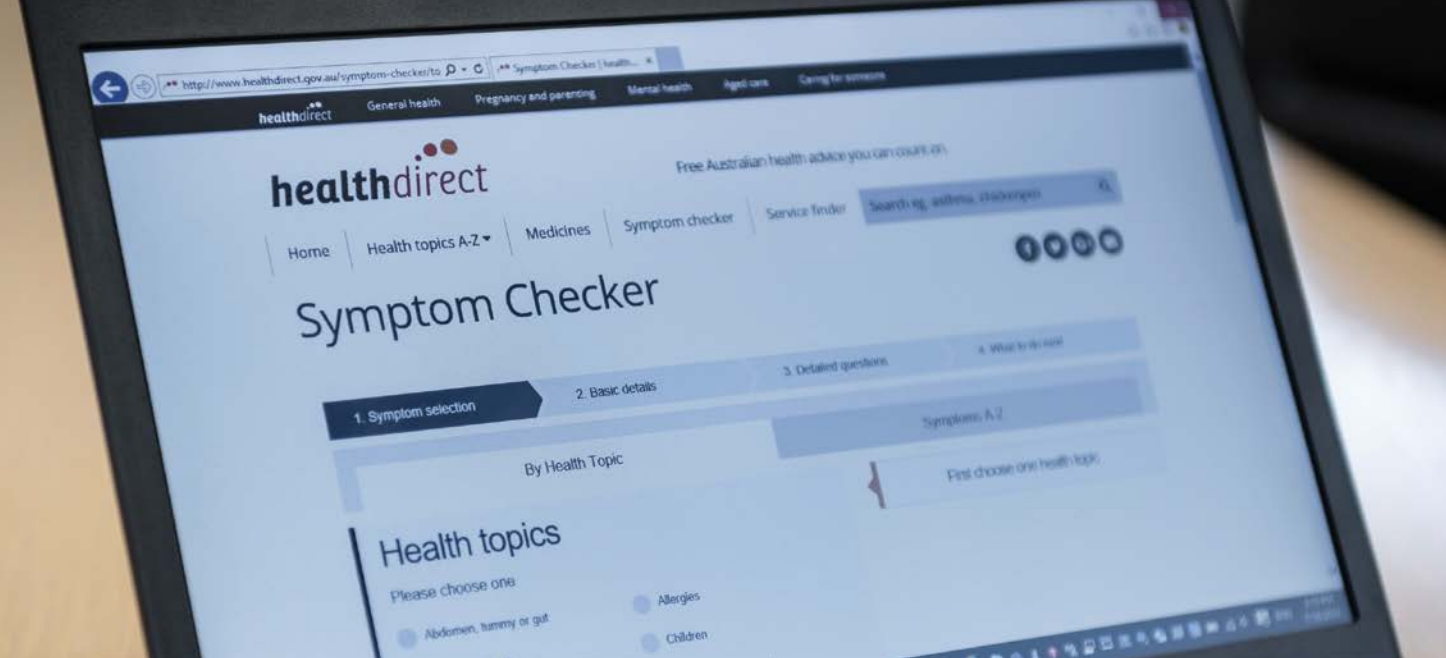 http://www.healthdirect.gov.au/symptom-checker/to
Symptom Checker | health...
healthdirect General health Pregnancy and parenting Mental health Aged care Caring for someone
healthdirect
Free Australian health advice you can count on
Home Health topics A-Z Medicines Symptom checker Service finder Search eg. asthma, chickenpox
Symptom Checker
1. Symptom selection 2. Basic details 3. Detailed questions 4. What to do next
By Health Topic Symptoms A-Z
First choose one health topic
Health topics
Please choose one
Abdomen, tummy or gut Allergies
Children